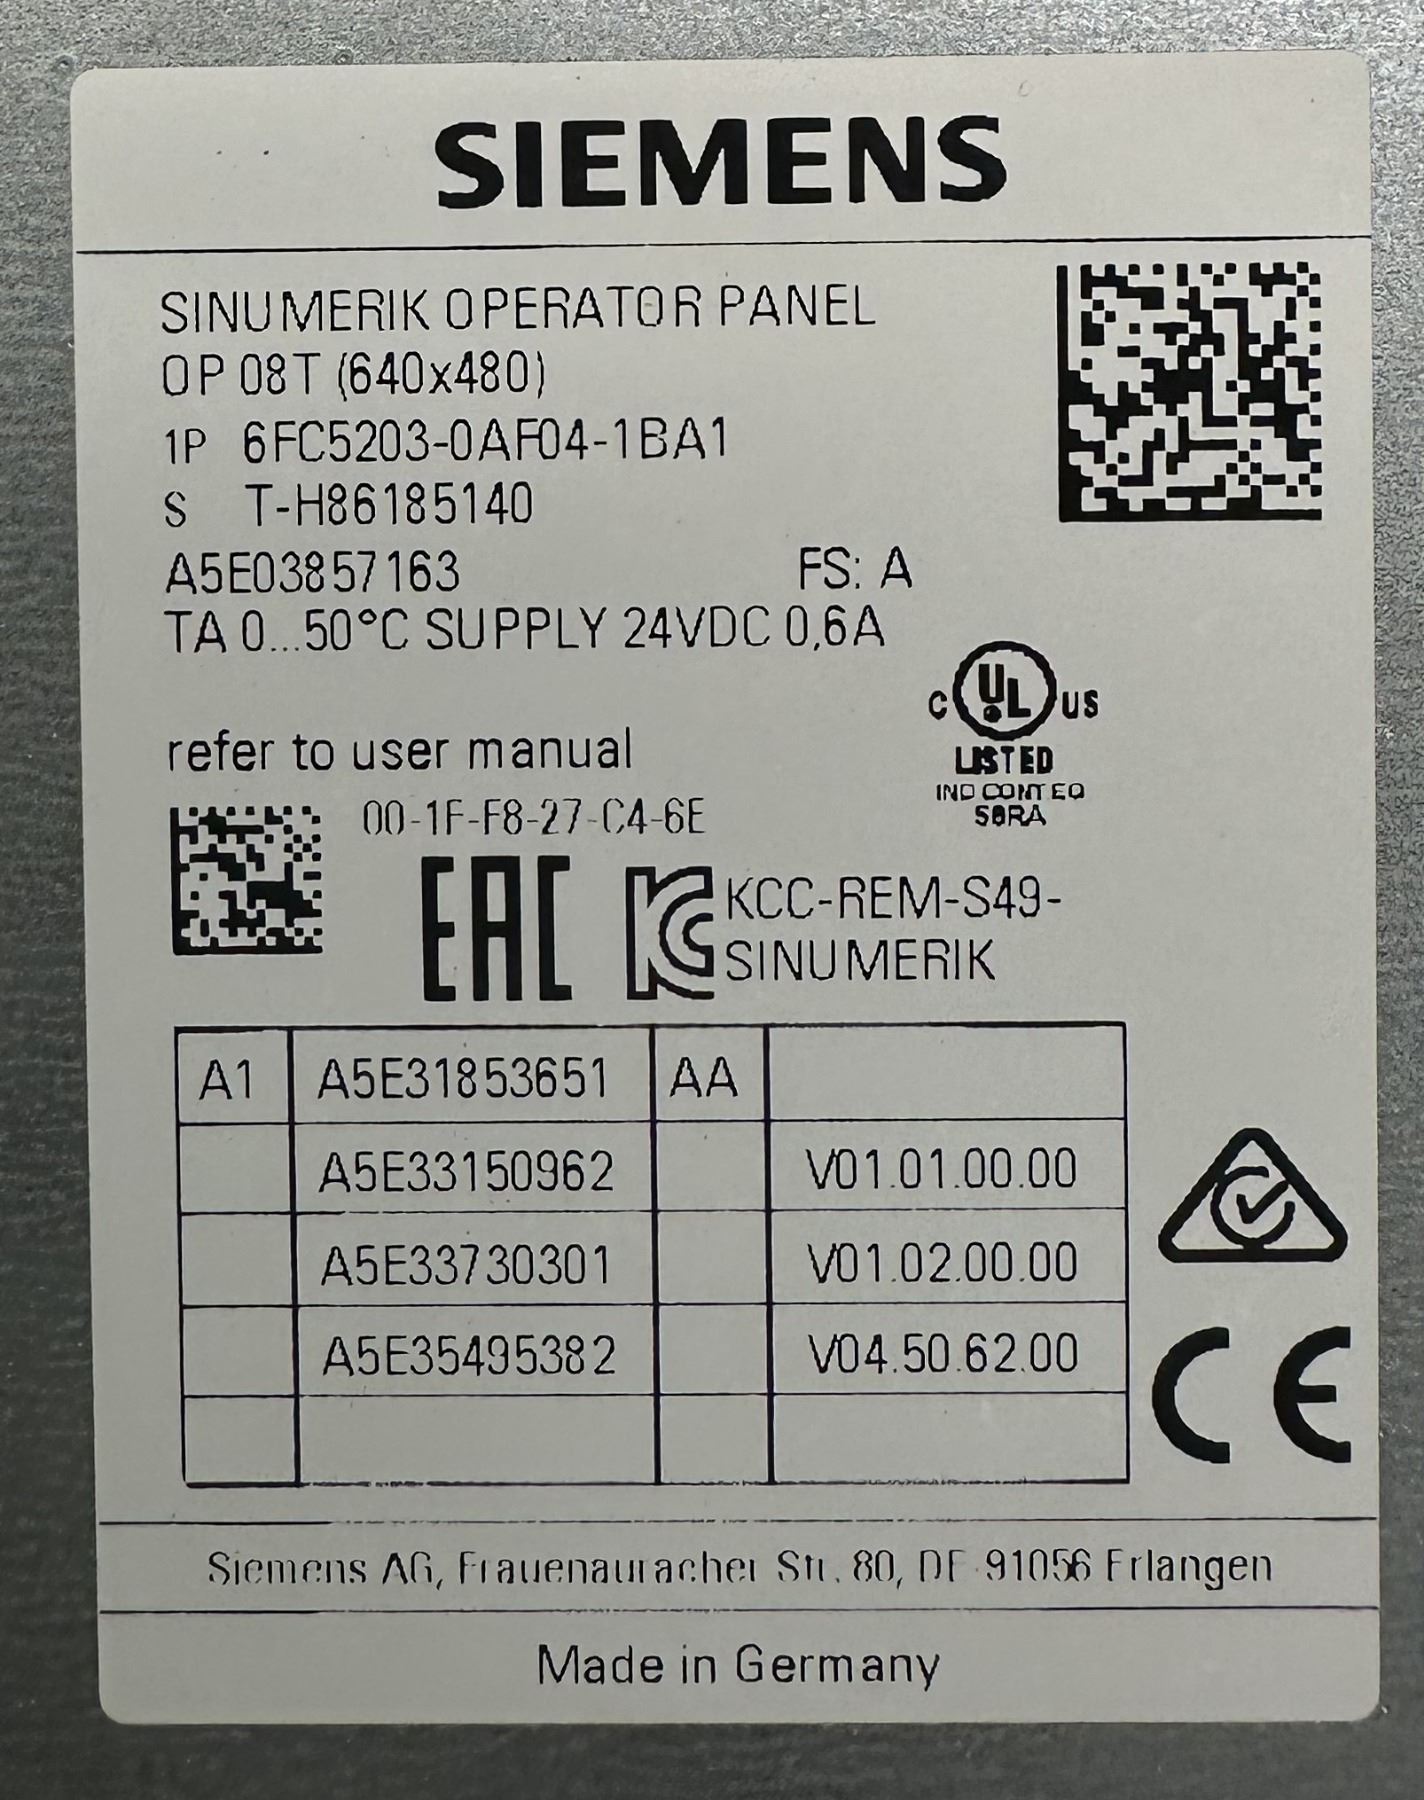 SIEMENS
SINUMERIK OPERATOR PANEL
OP 08T (640x480)
1P 6FC5203-0AF04-1BA1
S T-H86185140
A5E03857163 FS: A
TA 0...50°C SUPPLY 24VDC 0,6A
C UL US
LISTED
IND CONT EQ
58RA
refer to user manual
00-1F-F8-27-C4-6E
EAC KC KCC-REM-S49-
SINUMERIK
A1 A5E31853651 AA
A5E33150962 V01.01.00.00
A5E33730301 V01.02.00.00
A5E35495382 V04.50.62.00
CE
Siemens AG, Frauenauracher Str. 80, DE-91056 Erlangen
Made in Germany